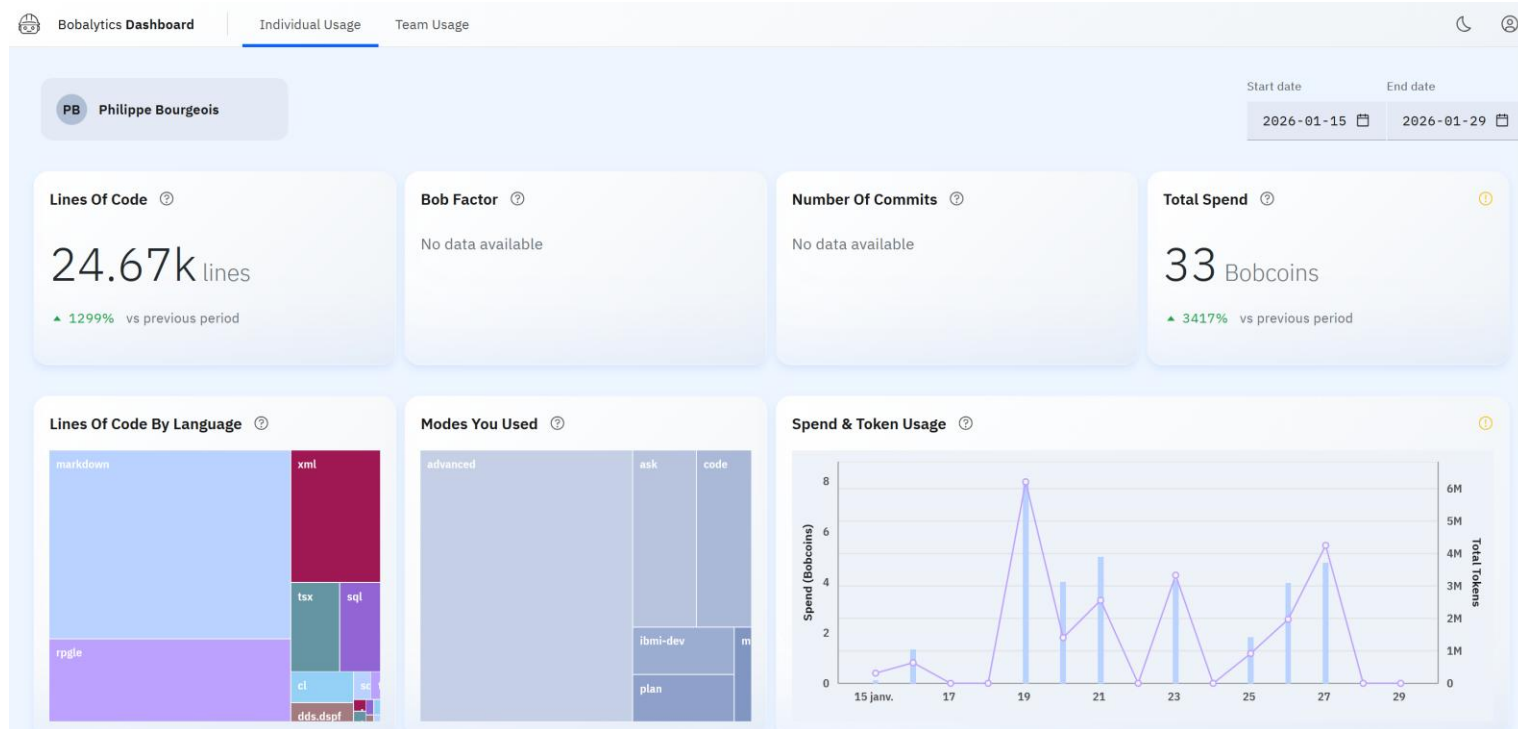 Bobalytics Dashboard
Individual Usage
Team Usage
PB
Philippe Bourgeois
Start date
End date
2026-01-15
2026-01-29
Lines Of Code
24.67k lines
1299% vs previous period
Bob Factor
No data available
Number Of Commits
No data available
Total Spend
33 Bobcoins
3417% vs previous period
Lines Of Code By Language
markdown
xml
tsx
sql
rpgle
cl
dds.dspf
Modes You Used
advanced
ask
code
ibmi-dev
m
plan
Spend & Token Usage
Spend (Bobcoins)
8
6
4
2
0
Total Tokens
6M
5M
4M
3M
2M
1M
0
15 janv.
17
19
21
23
25
27
29